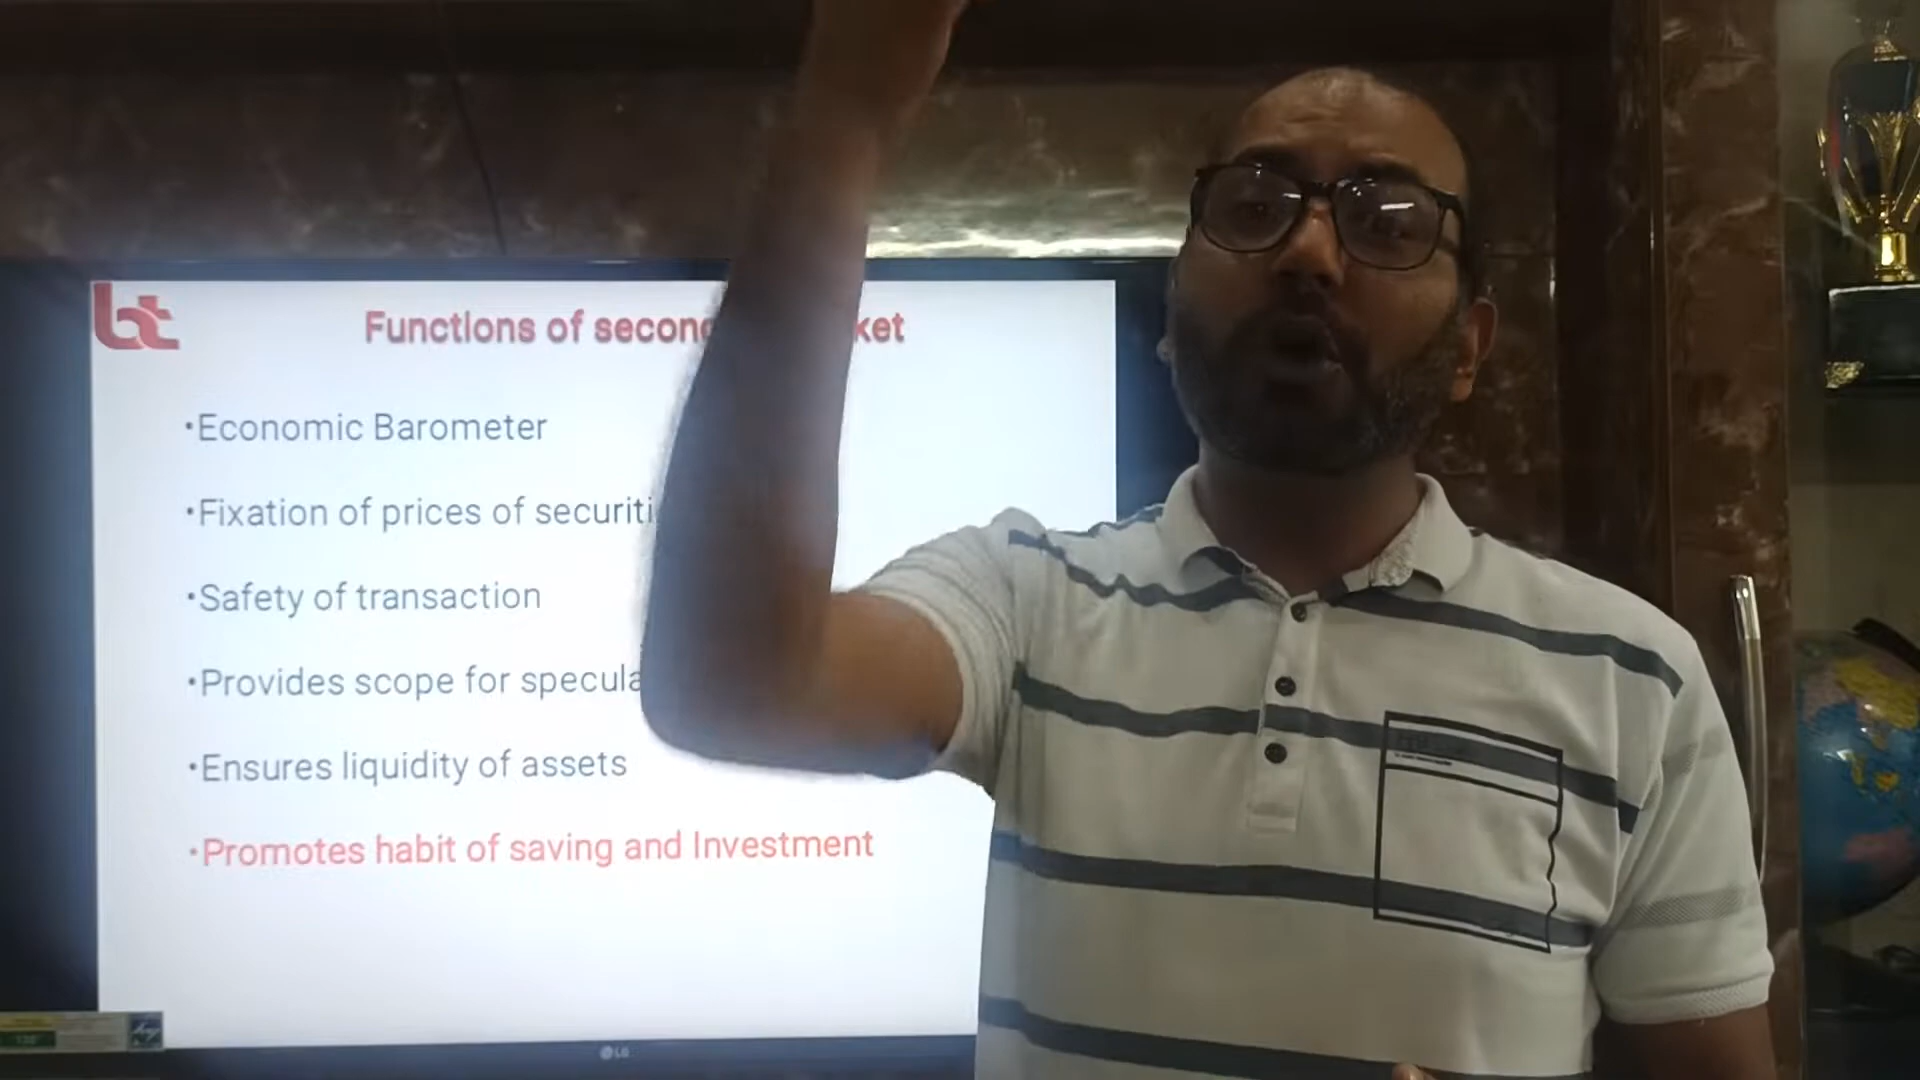 bt
Functions of secon ket
•Economic Barometer
•Fixation of prices of securiti
•Safety of transaction
•Provides scope for specula
•Ensures liquidity of assets
•Promotes habit of saving and Investment
LG